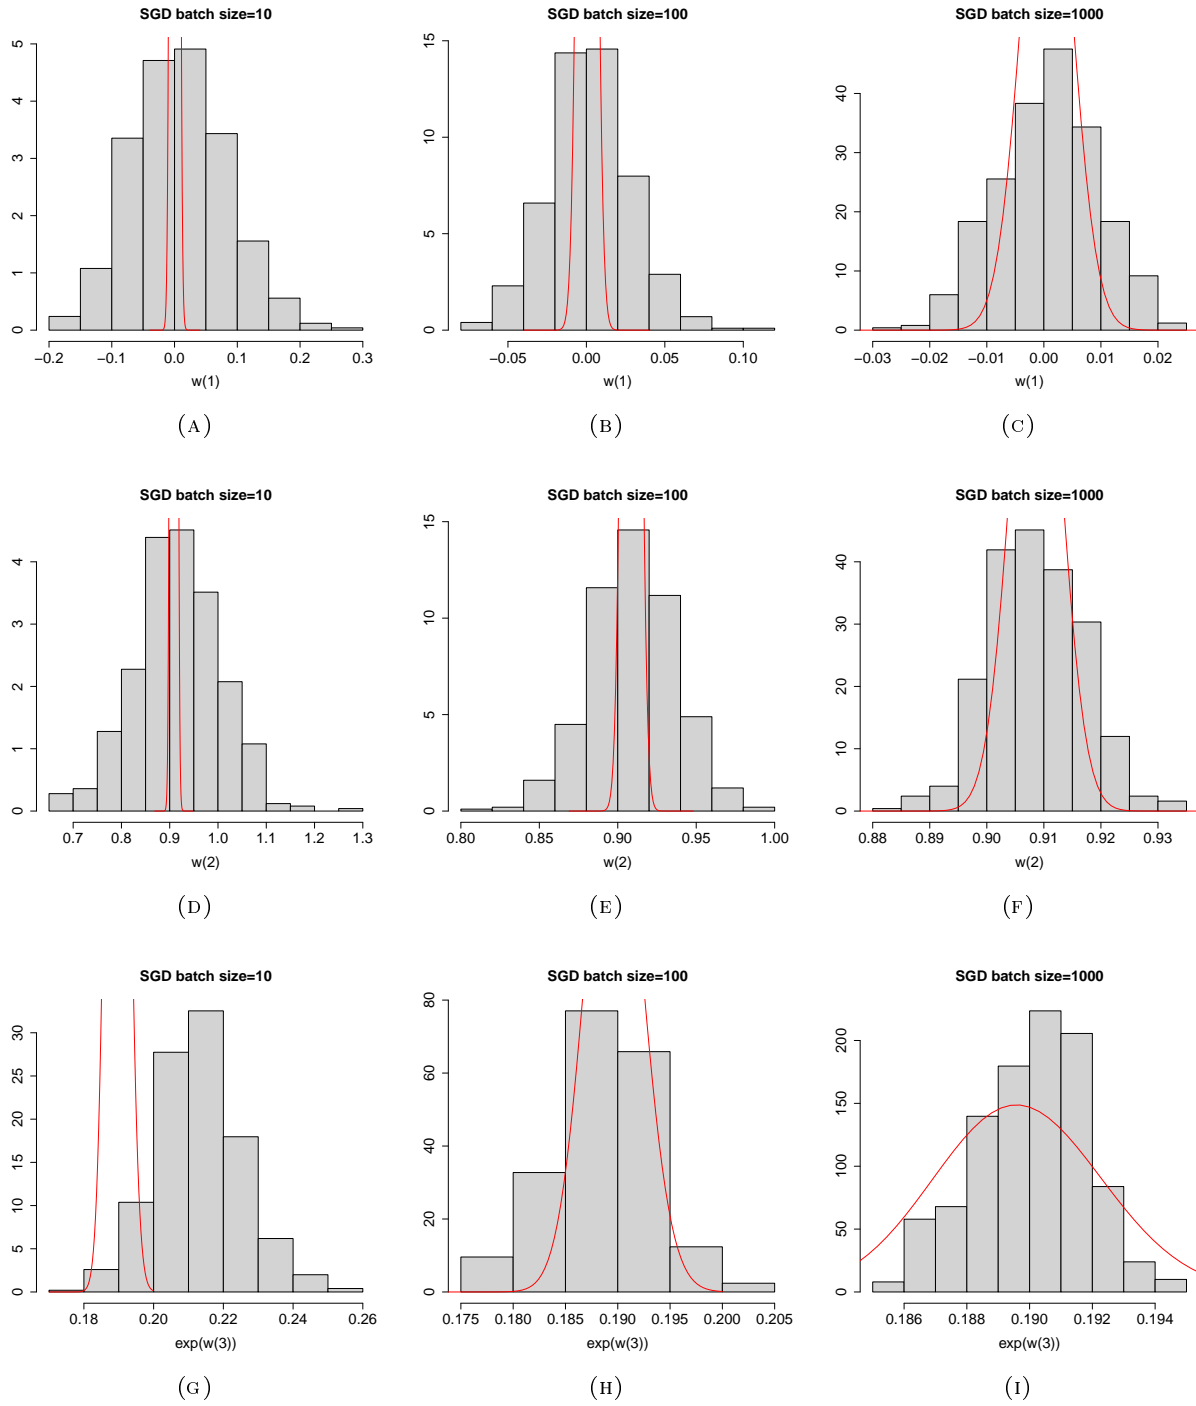 SGD batch size=10 SGD batch size=100 SGD batch size=1000
0 1 2 3 4 5
0 5 10 15
0 10 20 30 40
−0.2 −0.1 0.0 0.1 0.2 0.3
−0.05 0.00 0.05 0.10
−0.03 −0.02 −0.01 0.00 0.01 0.02
w(1) w(1) w(1)
(A) (B) (C)
SGD batch size=10 SGD batch size=100 SGD batch size=1000
0 1 2 3 4
0 5 10 15
0 10 20 30 40
0.7 0.8 0.9 1.0 1.1 1.2 1.3
0.80 0.85 0.90 0.95 1.00
0.88 0.89 0.90 0.91 0.92 0.93
w(2) w(2) w(2)
(D) (E) (F)
SGD batch size=10 SGD batch size=100 SGD batch size=1000
0 5 10 15 20 25 30
0 20 40 60 80
0 50 100 150 200
0.18 0.20 0.22 0.24 0.26
0.175 0.180 0.185 0.190 0.195 0.200 0.205
0.186 0.188 0.190 0.192 0.194
exp(w(3)) exp(w(3)) exp(w(3))
(G) (H) (I)